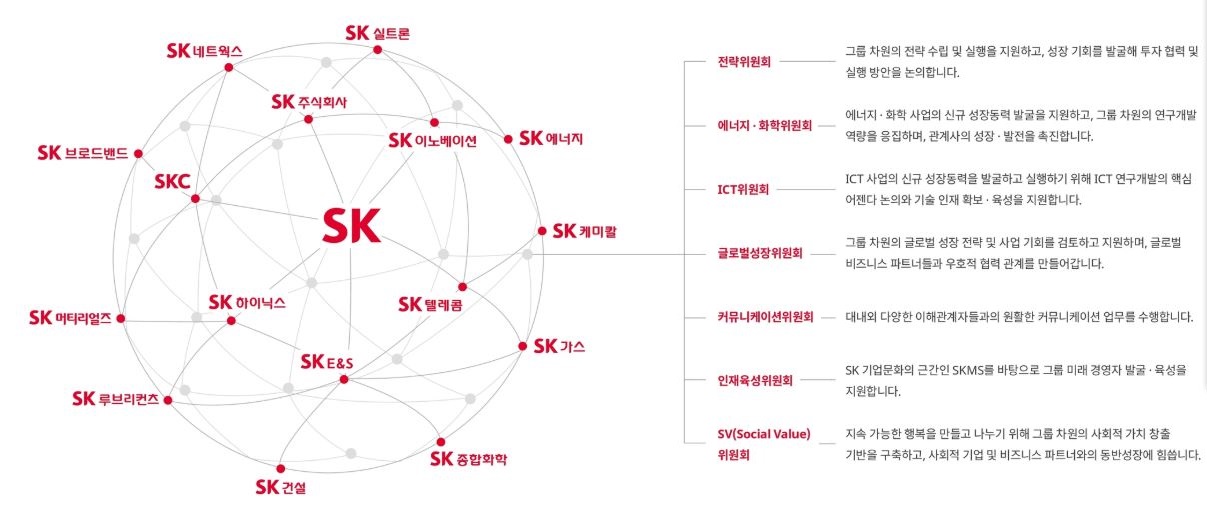 SK 실트론
SK 네트웍스
SK 주식회사
SK 이노베이션
SK 에너지
SK 브로드밴드
SKC
SK
SK 케미칼
SK 하이닉스
SK 텔레콤
SK 머티리얼즈
SK 가스
SK E&S
SK 루브리컨츠
SK 종합화학
SK 건설
전략위원회
그룹 차원의 전략 수립 및 실행을 지원하고, 성장 기회를 발굴해 투자 협력 및
실행 방안을 논의합니다.
에너지 · 화학위원회
에너지 · 화학 사업의 신규 성장동력 발굴을 지원하고, 그룹 차원의 연구개발
역량을 응집하며, 관계사의 성장 · 발전을 촉진합니다.
ICT위원회
ICT 사업의 신규 성장동력을 발굴하고 실행하기 위해 ICT 연구개발의 핵심
어젠다 논의와 기술 인재 확보 · 육성을 지원합니다.
글로벌성장위원회
그룹 차원의 글로벌 성장 전략 및 사업 기회를 검토하고 지원하며, 글로벌
비즈니스 파트너들과 우호적 협력 관계를 만들어갑니다.
커뮤니케이션위원회
대내외 다양한 이해관계자들과의 원활한 커뮤니케이션 업무를 수행합니다.
인재육성위원회
SK 기업문화의 근간인 SKMS를 바탕으로 그룹 미래 경영자 발굴 · 육성을
지원합니다.
SV(Social Value)
위원회
지속 가능한 행복을 만들고 나누기 위해 그룹 차원의 사회적 가치 창출
기반을 구축하고, 사회적 기업 및 비즈니스 파트너와의 동반성장에 힘씁니다.